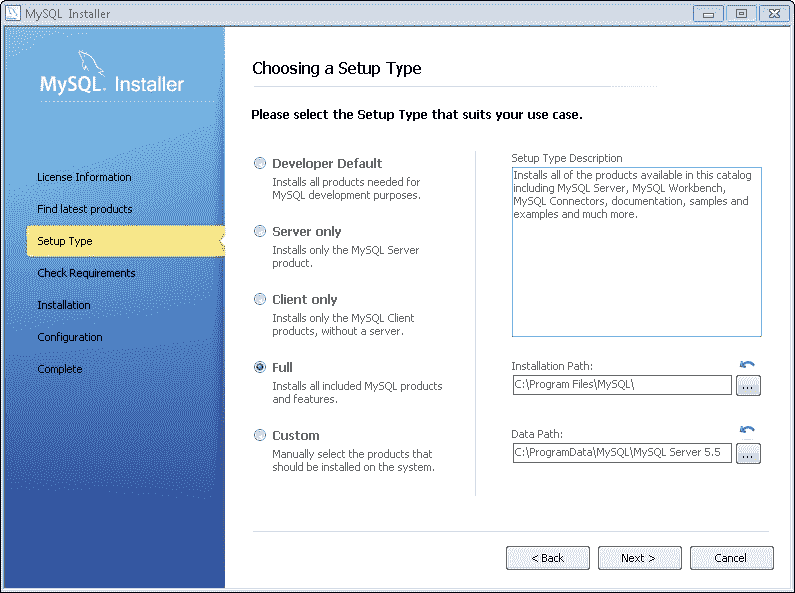 MySQL Installer
MySQL. Installer
License Information
Find latest products
Setup Type
Check Requirements
Installation
Configuration
Complete
Choosing a Setup Type
Please select the Setup Type that suits your use case.
Developer Default
Installs all products needed for
MySQL development purposes.
Server only
Installs only the MySQL Server
product.
Client only
Installs only the MySQL Client
products, without a server.
Full
Installs all included MySQL products
and features.
Custom
Manually select the products that
should be installed on the system.
Setup Type Description
Installs all of the products available in this catalog
including MySQL Server, MySQL Workbench,
MySQL Connectors, documentation, samples and
examples and much more.
Installation Path:
C:\Program Files\MySQL\
...
Data Path:
C:\ProgramData\MySQL\MySQL Server 5.5
...
< Back
Next >
Cancel